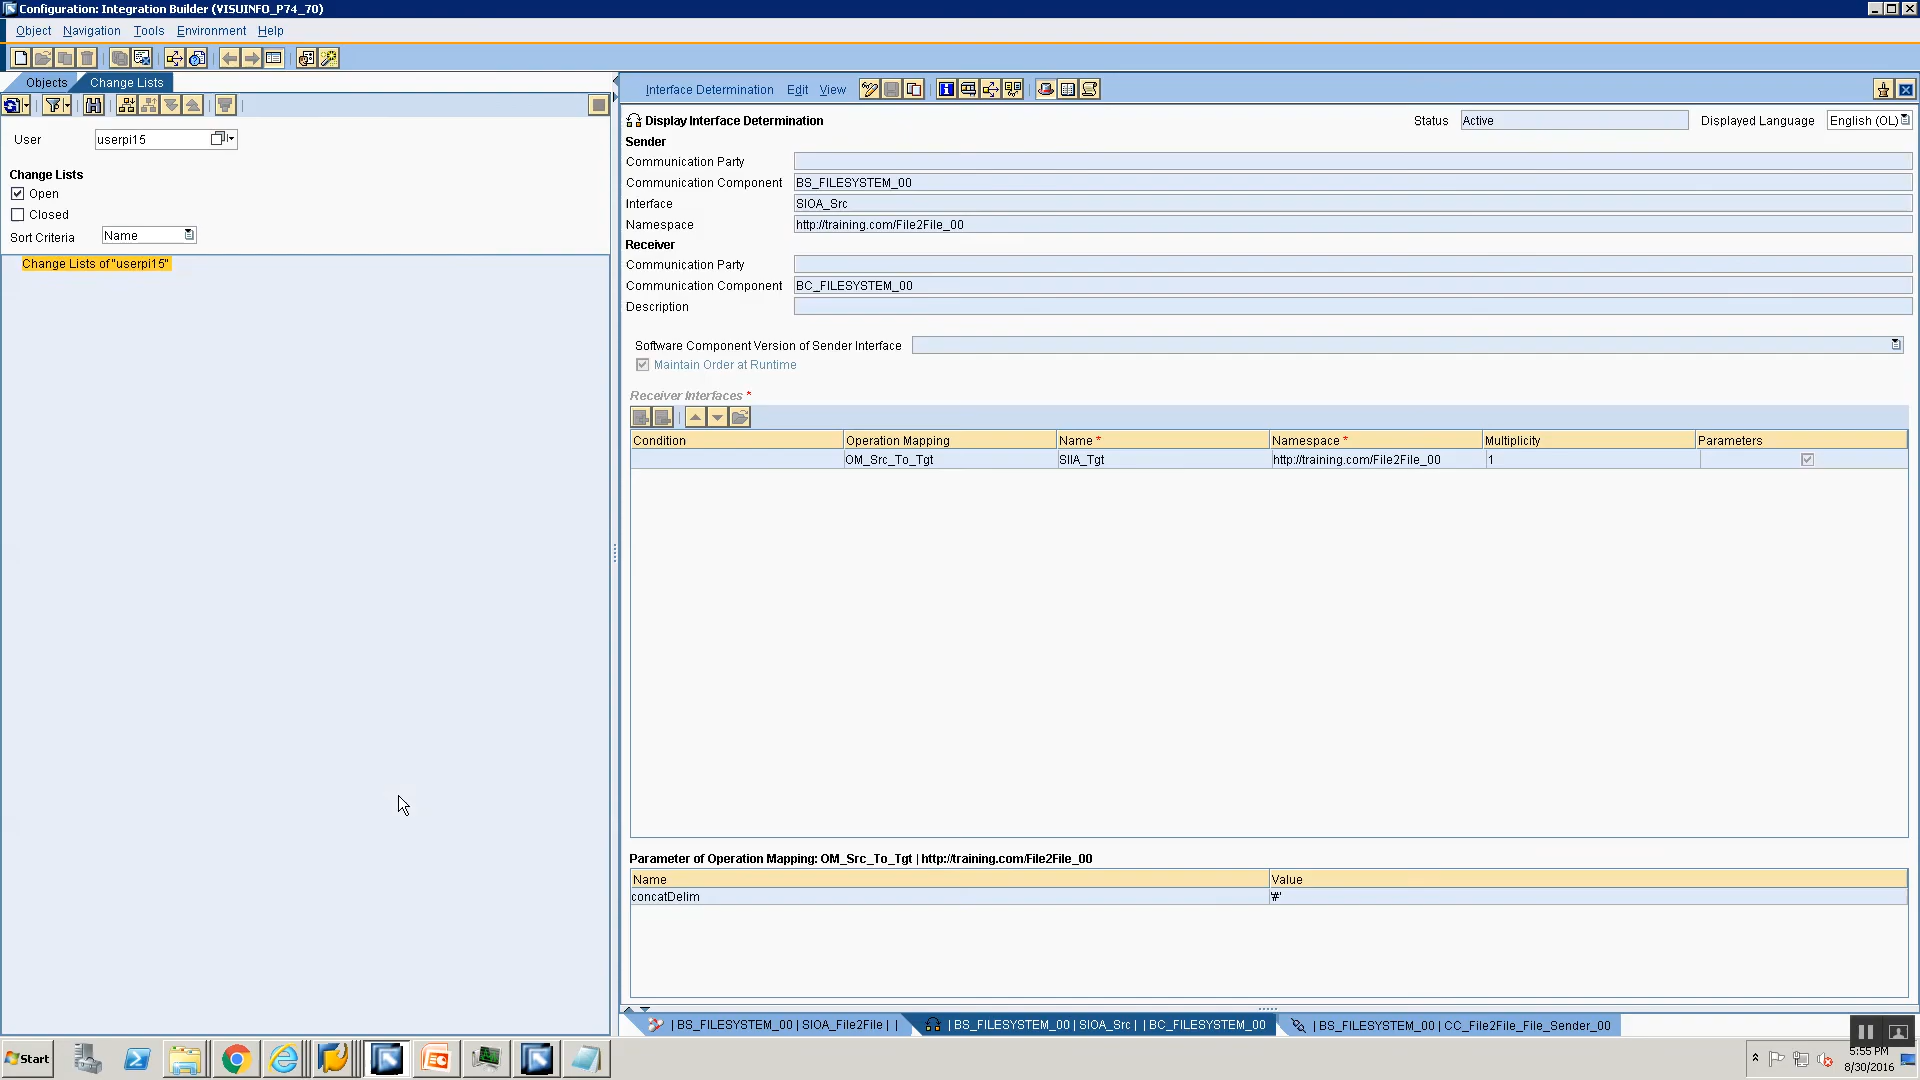 Configuration: Integration Builder (VISUINFO_P74_70)
Object Navigation Tools Environment Help
Objects Change Lists
User userpi15
Change Lists
Open
Closed
Sort Criteria Name
Change Lists of "userpi15"
Interface Determination Edit View
Display Interface Determination Status Active Displayed Language English (OL)
Sender
Communication Party
Communication Component BS_FILESYSTEM_00
Interface SIOA_Src
Namespace http://training.com/File2File_00
Receiver
Communication Party
Communication Component BC_FILESYSTEM_00
Description
Software Component Version of Sender Interface
Maintain Order at Runtime
Receiver Interfaces *
Condition Operation Mapping Name * Namespace * Multiplicity Parameters
OM_Src_To_Tgt SIIA_Tgt http://training.com/File2File_00 1
Parameter of Operation Mapping: OM_Src_To_Tgt | http://training.com/File2File_00
Name Value
concatDelim '#'
| BS_FILESYSTEM_00 | SIOA_File2File | | | BS_FILESYSTEM_00 | SIOA_Src | | BC_FILESYSTEM_00 | BS_FILESYSTEM_00 | CC_File2File_File_Sender_00
Start 5:55 PM
8/30/2016